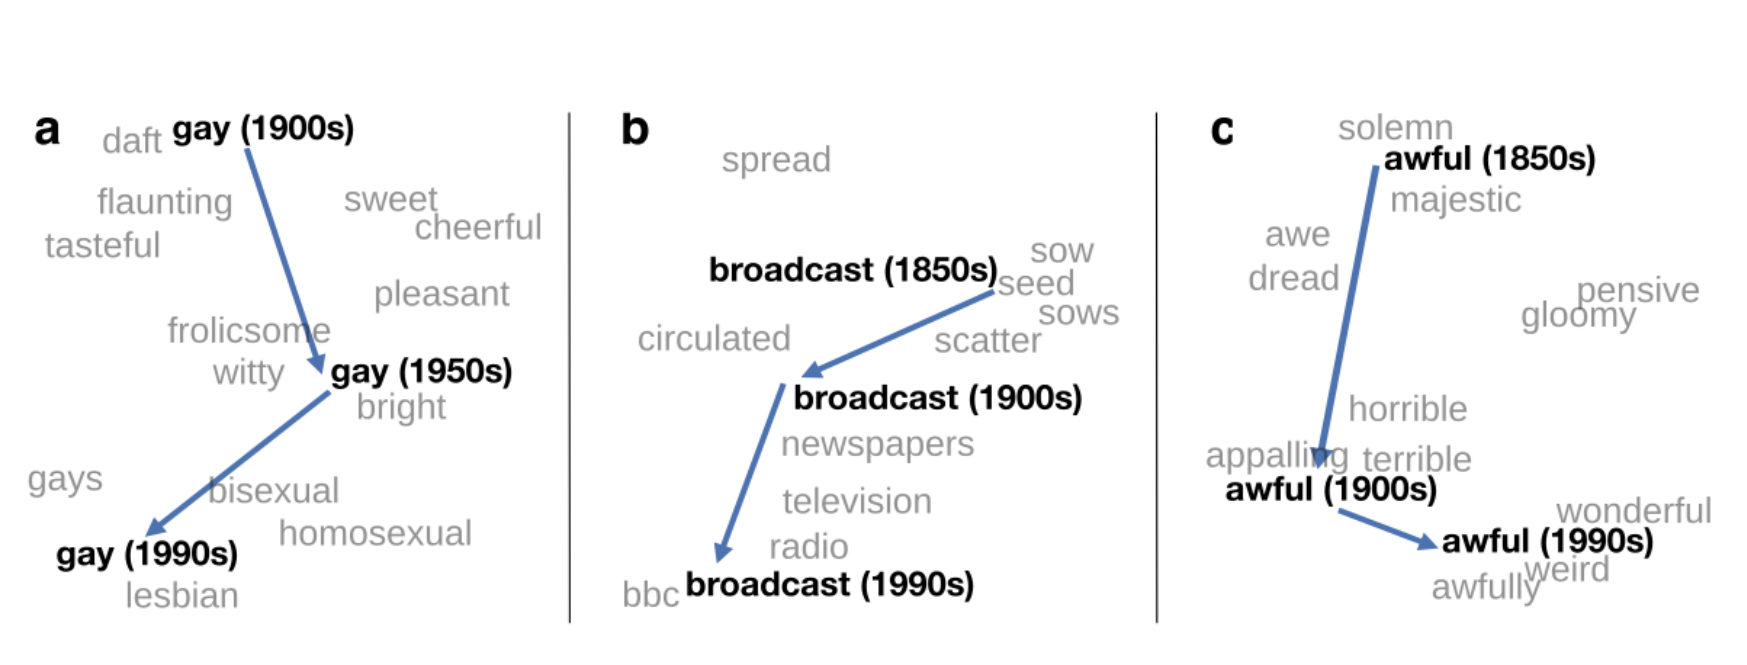 a
daft gay (1900s)
flaunting
sweet
cheerful
tasteful
pleasant
frolicsome
witty
gay (1950s)
bright
gays
bisexual
homosexual
gay (1990s)
lesbian
b
spread
sow
broadcast (1850s)
seed
sows
circulated
scatter
broadcast (1900s)
newspapers
television
radio
bbc broadcast (1990s)
c
solemn
awful (1850s)
majestic
awe
dread
pensive
gloomy
horrible
appalling terrible
awful (1900s)
wonderful
awful (1990s)
weird
awfully